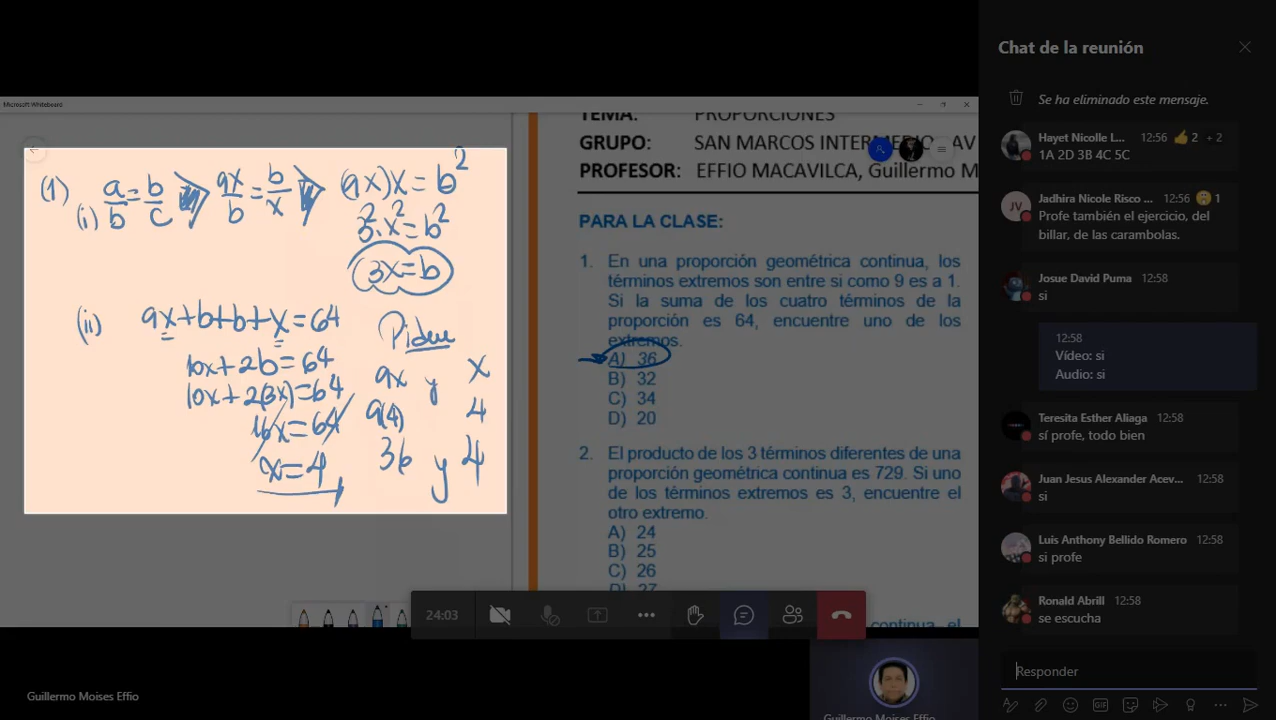 Microsoft Whiteboard
(1)
(i) a/b = b/c 9x/b = b/x (9x)x = b²
3²·x² = b²
3x = b
(ii) 9x+b+b+x=64
10x+2b=64
10x+2(3x)=64
16x=64
x=4
Piden
9x y x
9(4) 4
36 y 4
TEMA: PROPORCIONES
GRUPO: SAN MARCOS INTERMEDIO AV
PROFESOR: EFFIO MACAVILCA, Guillermo M
PARA LA CLASE:
1. En una proporción geométrica continua, los
términos extremos son entre si como 9 es a 1.
Si la suma de los cuatro términos de la
proporción es 64, encuentre uno de los
extremos.
A) 36
B) 32
C) 34
D) 20
2. El producto de los 3 términos diferentes de una
proporción geométrica continua es 729. Si uno
de los términos extremos es 3, encuentre el
otro extremo.
A) 24
B) 25
C) 26
D) 27
continua, el
24:03
Guillermo Moises Effio
Guillermo Moises Effio
Chat de la reunión
Se ha eliminado este mensaje.
Hayet Nicolle L... 12:56 2 + 2
1A 2D 3B 4C 5C
Jadhira Nicole Risco ... 12:56 1
JV
Profe también el ejercicio, del
billar, de las carambolas.
Josue David Puma 12:58
si
12:58
Vídeo: si
Audio: si
Teresita Esther Aliaga 12:58
sí profe, todo bien
Juan Jesus Alexander Acev... 12:58
si
Luis Anthony Bellido Romero 12:58
si profe
Ronald Abrill 12:58
se escucha
Responder
GIF